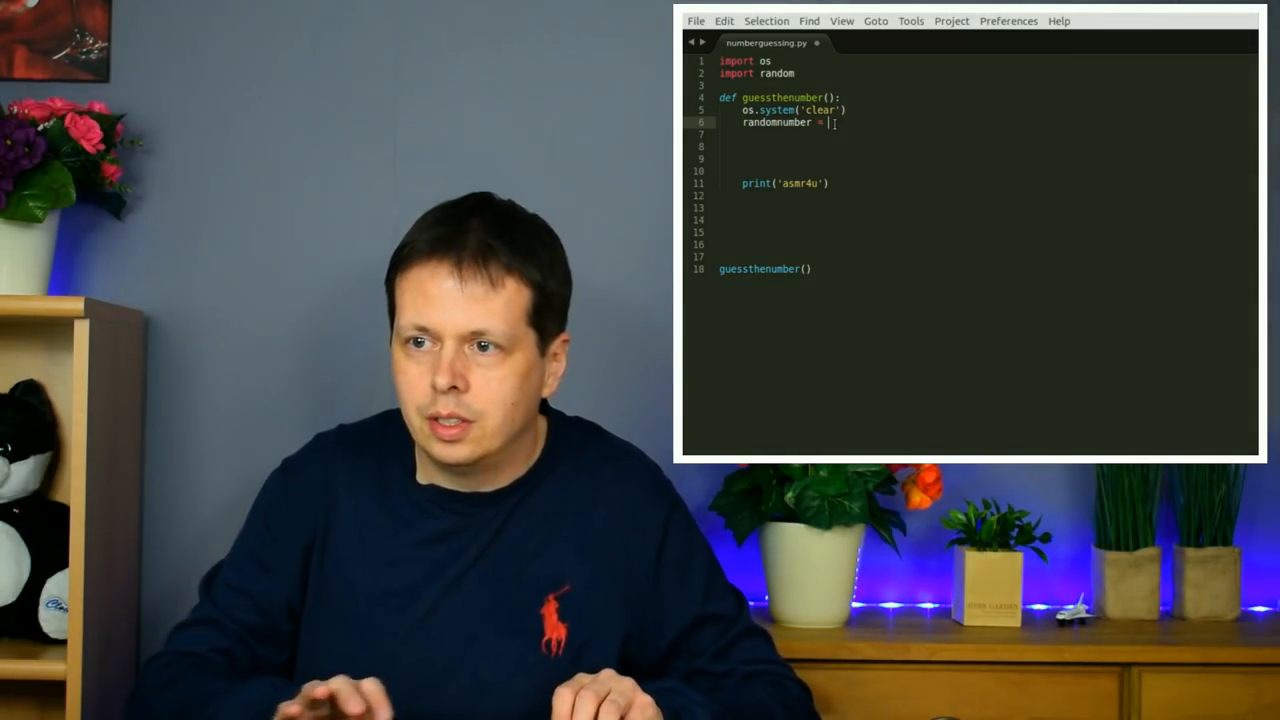 File Edit Selection Find View Goto Tools Project Preferences Help
numberguessing.py
1 import os
2 import random
3
4 def guessthenumber():
5 os.system('clear')
6 randomnumber =
7
8
9
10
11 print('asmr4u')
12
13
14
15
16
17
18 guessthenumber()
HERB GARDEN